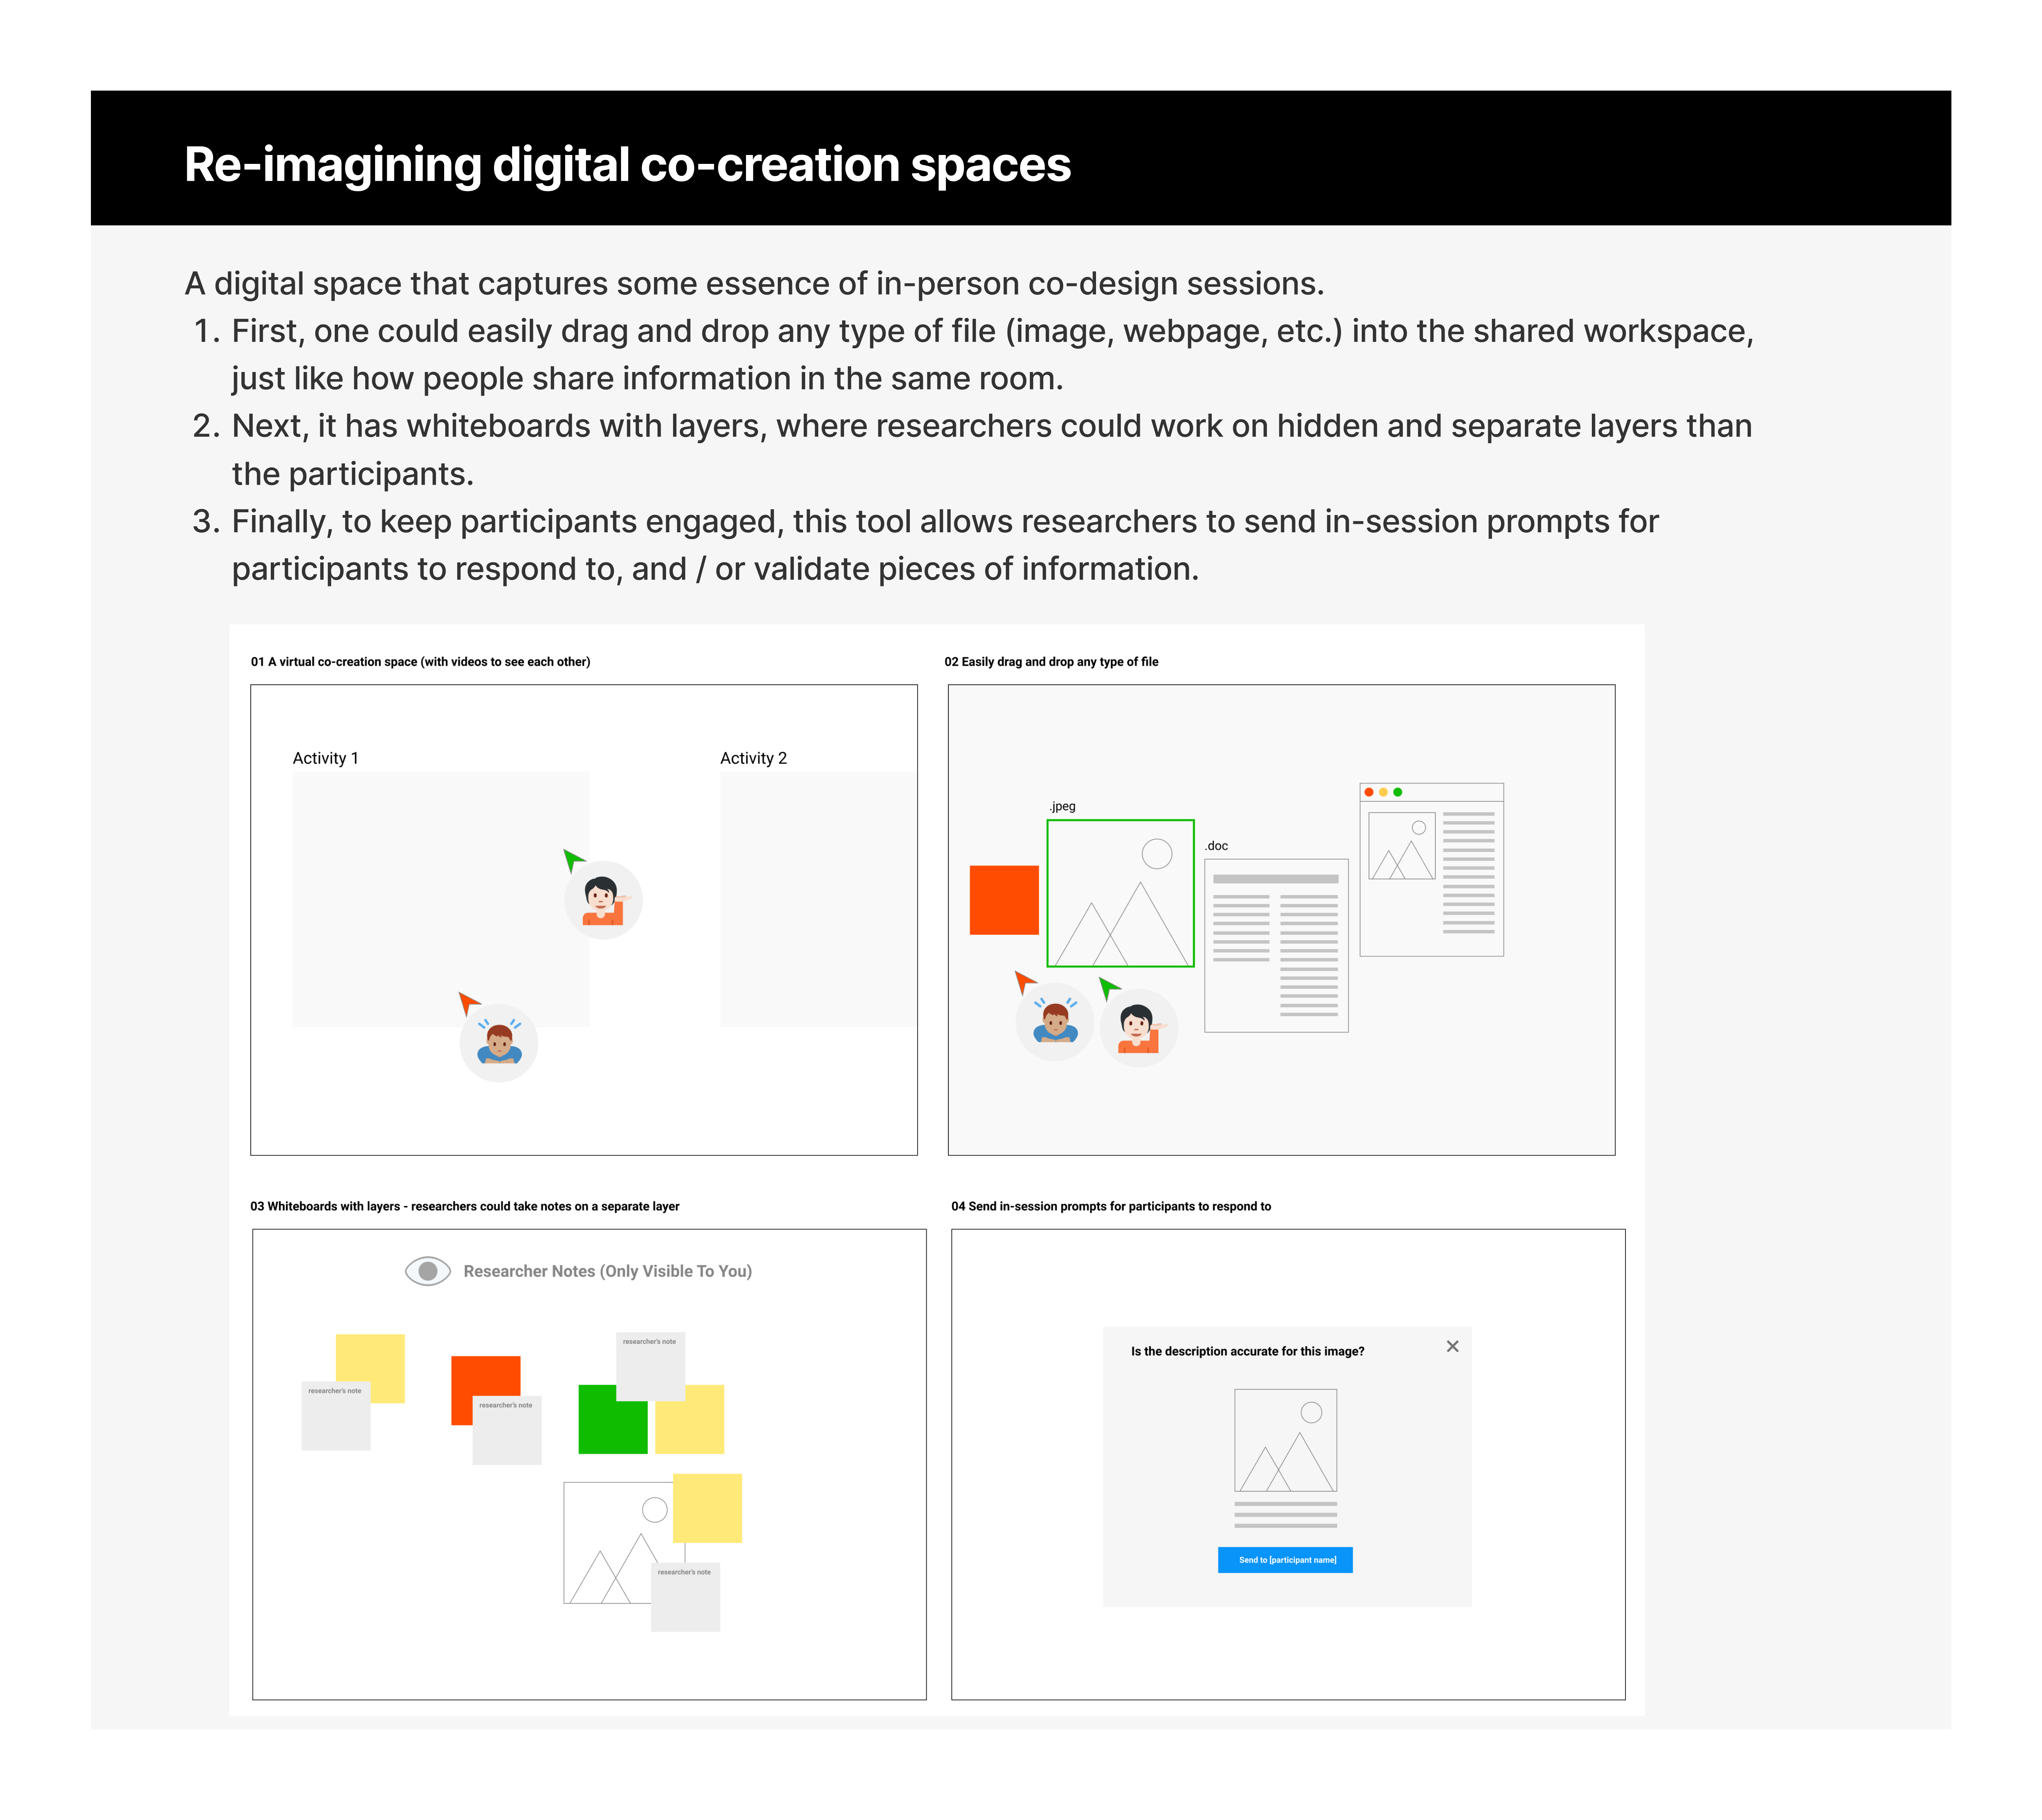 Re-imagining digital co-creation spaces
A digital space that captures some essence of in-person co-design sessions.
1. First, one could easily drag and drop any type of file (image, webpage, etc.) into the shared workspace,
just like how people share information in the same room.
2. Next, it has whiteboards with layers, where researchers could work on hidden and separate layers than
the participants.
3. Finally, to keep participants engaged, this tool allows researchers to send in-session prompts for
participants to respond to, and / or validate pieces of information.
01 A virtual co-creation space (with videos to see each other)
Activity 1
Activity 2
02 Easily drag and drop any type of file
.jpeg
.doc
03 Whiteboards with layers - researchers could take notes on a separate layer
Researcher Notes (Only Visible To You)
researcher's note
researcher's note
researcher's note
researcher's note
04 Send in-session prompts for participants to respond to
Is the description accurate for this image?
Send to [participant name]